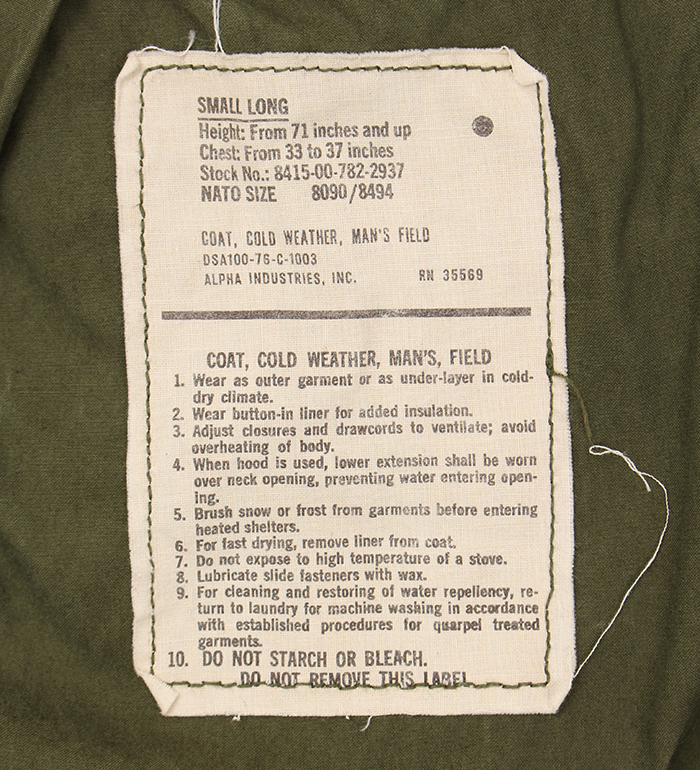 SMALL LONG
Height: From 71 inches and up
Chest: From 33 to 37 inches
Stock No.: 8415-00-782-2937
NATO SIZE 8090/8494
COAT, COLD WEATHER, MAN'S FIELD
DSA100-76-C-1003
ALPHA INDUSTRIES, INC. RN 35569
COAT, COLD WEATHER, MAN'S, FIELD
1. Wear as outer garment or as under-layer in cold-
dry climate.
2. Wear button-in liner for added insulation.
3. Adjust closures and drawcords to ventilate; avoid
overheating of body.
4. When hood is used, lower extension shall be worn
over neck opening, preventing water entering open-
ing.
5. Brush snow or frost from garments before entering
heated shelters.
6. For fast drying, remove liner from coat.
7. Do not expose to high temperature of a stove.
8. Lubricate slide fasteners with wax.
9. For cleaning and restoring of water repellency, re-
turn to laundry for machine washing in accordance
with established procedures for quarpel treated
garments.
10. DO NOT STARCH OR BLEACH.
DO NOT REMOVE THIS LABEL